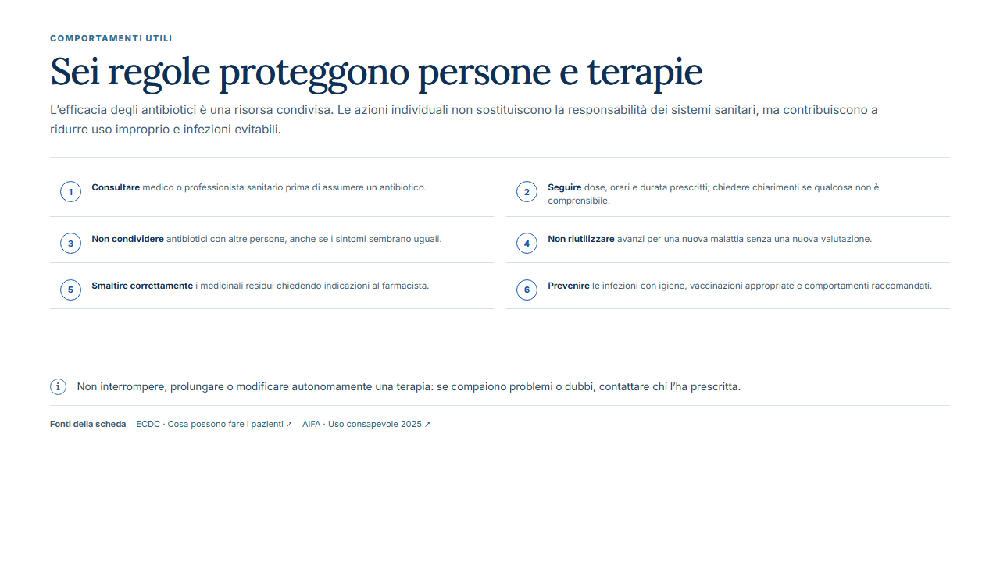 COMPORTAMENTI UTILI
Sei regole proteggono persone e terapie
L’efficacia degli antibiotici è una risorsa condivisa. Le azioni individuali non sostituiscono la responsabilità dei sistemi sanitari, ma contribuiscono a
ridurre uso improprio e infezioni evitabili.
1 Consultare medico o professionista sanitario prima di assumere un antibiotico.
2 Seguire dose, orari e durata prescritti; chiedere chiarimenti se qualcosa non è
comprensibile.
3 Non condividere antibiotici con altre persone, anche se i sintomi sembrano uguali.
4 Non riutilizzare avanzi per una nuova malattia senza una nuova valutazione.
5 Smaltire correttamente i medicinali residui chiedendo indicazioni al farmacista.
6 Prevenire le infezioni con igiene, vaccinazioni appropriate e comportamenti raccomandati.
i Non interrompere, prolungare o modificare autonomamente una terapia: se compaiono problemi o dubbi, contattare chi l’ha prescritta.
Fonti della scheda ECDC · Cosa possono fare i pazienti ↗ AIFA · Uso consapevole 2025 ↗